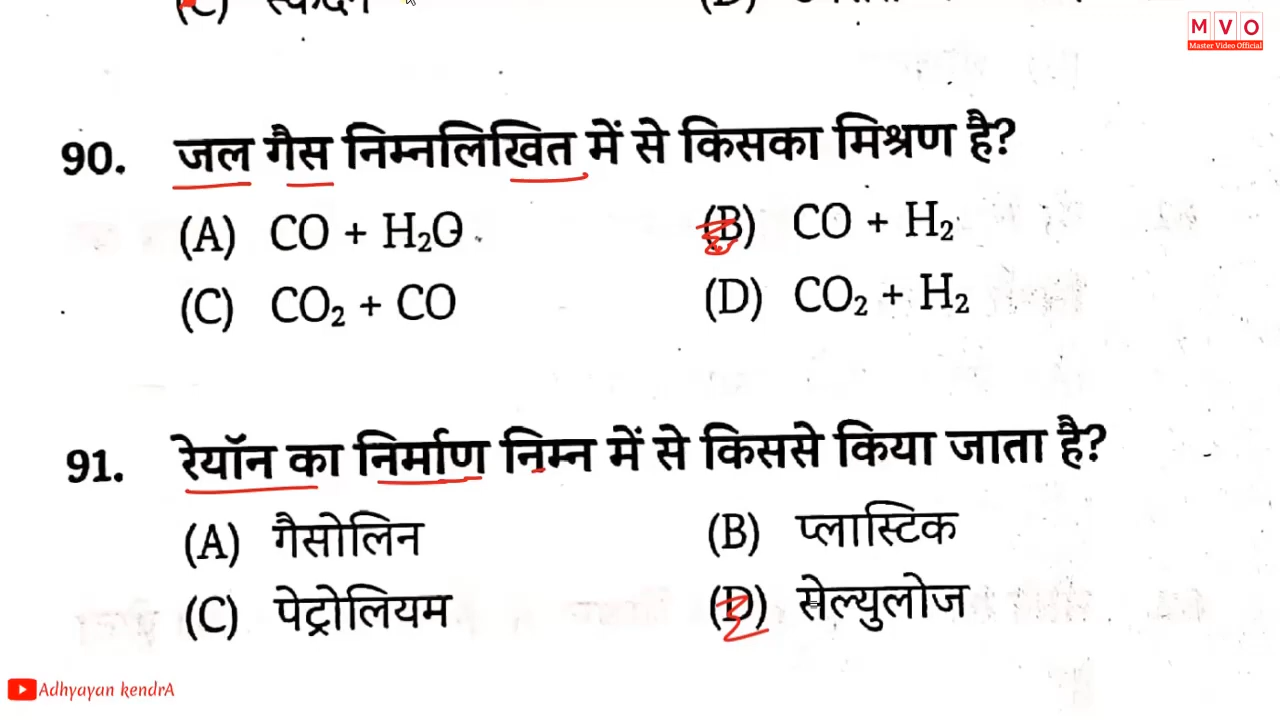 (C) स्कंदन
(D)
M V O
Master Video Official
90. जल गैस निम्नलिखित में से किसका मिश्रण है?
(A) CO + H₂O
(B) CO + H₂
(C) CO₂ + CO
(D) CO₂ + H₂
91. रेयॉन का निर्माण निम्न में से किससे किया जाता है?
(A) गैसोलिन
(B) प्लास्टिक
(C) पेट्रोलियम
(D) सेल्युलोज
Adhyayan kendrA